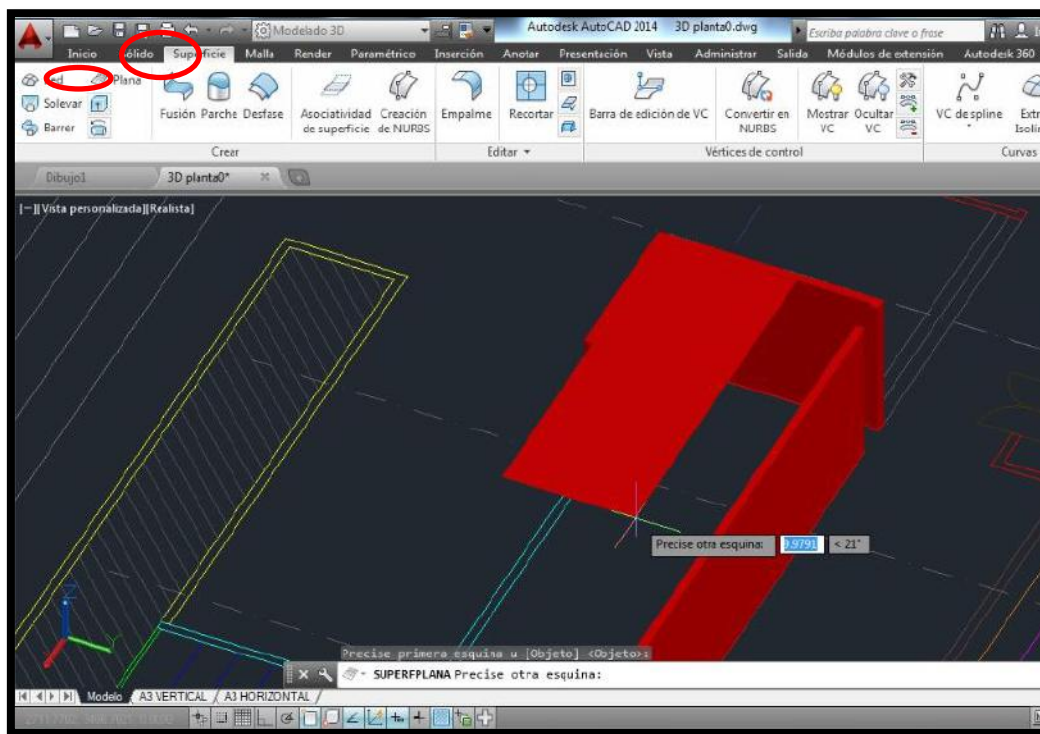 Modelado 3D
Autodesk AutoCAD 2014 3D planta0.dwg
Escriba palabra clave o frase
Inicio Sólido Superficie Malla Render Paramétrico Inserción Anotar Presentación Vista Administrar Salida Módulos de extensión Autodesk 360
Plana
Solevar
Barrer
Fusión Parche Desfase
Asociatividad de superficie
Creación de NURBS
Empalme
Recortar
Barra de edición de VC
Convertir en NURBS
Mostrar VC
Ocultar VC
VC de spline
Crear
Editar
Vértices de control
Curvas
Dibujo1
3D planta0*
[−][Vista personalizada][Realista]
Precise otra esquina: 9.9791 < 21°
Z
Y
Precise primera esquina u [Objeto] <Objeto>:
SUPERFPLANA Precise otra esquina:
Modelo A3 VERTICAL A3 HORIZONTAL